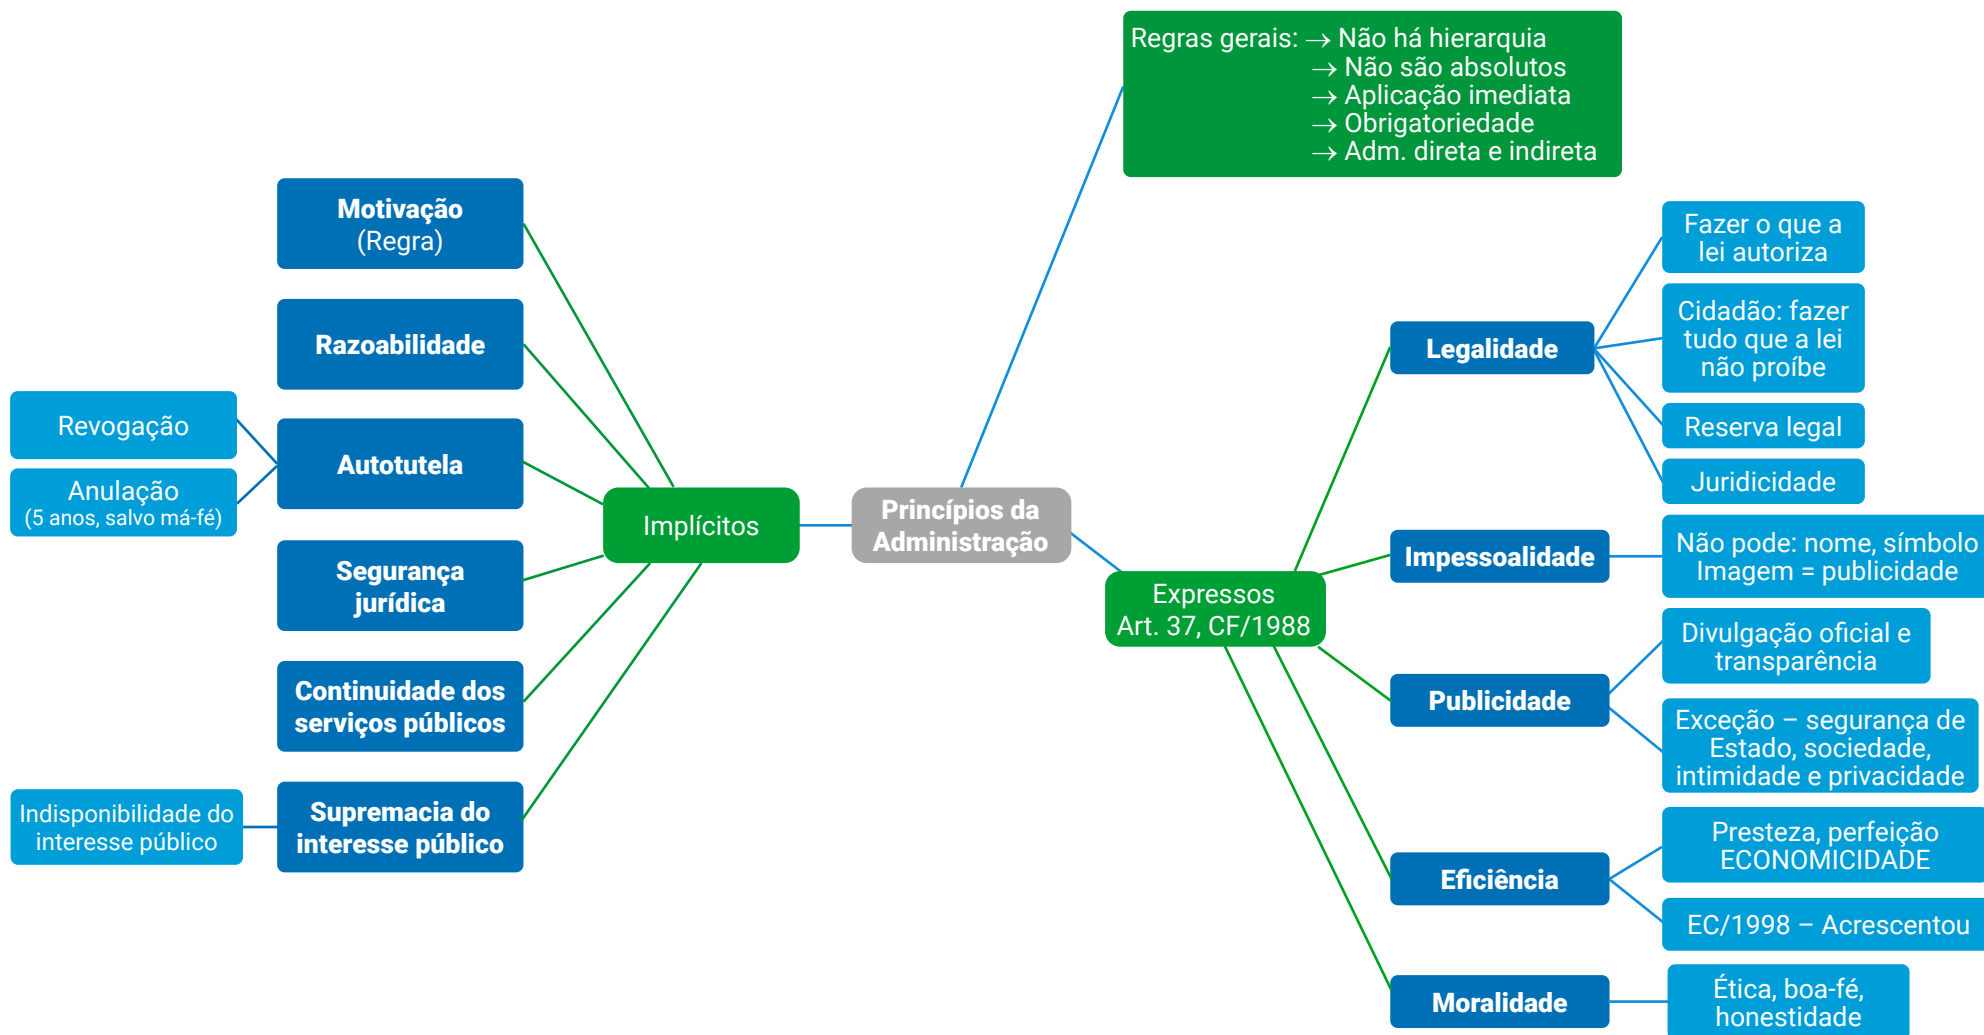 Regras gerais: → Não há hierarquia
→ Não são absolutos
→ Aplicação imediata
→ Obrigatoriedade
→ Adm. direta e indireta
Motivação
(Regra)
Razoabilidade
Revogação
Anulação
(5 anos, salvo má-fé)
Autotutela
Segurança
jurídica
Continuidade dos
serviços públicos
Indisponibilidade do
interesse público
Supremacia do
interesse público
Implícitos
Princípios da
Administração
Expressos
Art. 37, CF/1988
Legalidade
Fazer o que a
lei autoriza
Cidadão: fazer
tudo que a lei
não proíbe
Reserva legal
Juridicidade
Impessoalidade
Não pode: nome, símbolo
Imagem = publicidade
Publicidade
Divulgação oficial e
transparência
Exceção – segurança de
Estado, sociedade,
intimidade e privacidade
Eficiência
Presteza, perfeição
ECONOMICIDADE
EC/1998 – Acrescentou
Moralidade
Ética, boa-fé,
honestidade